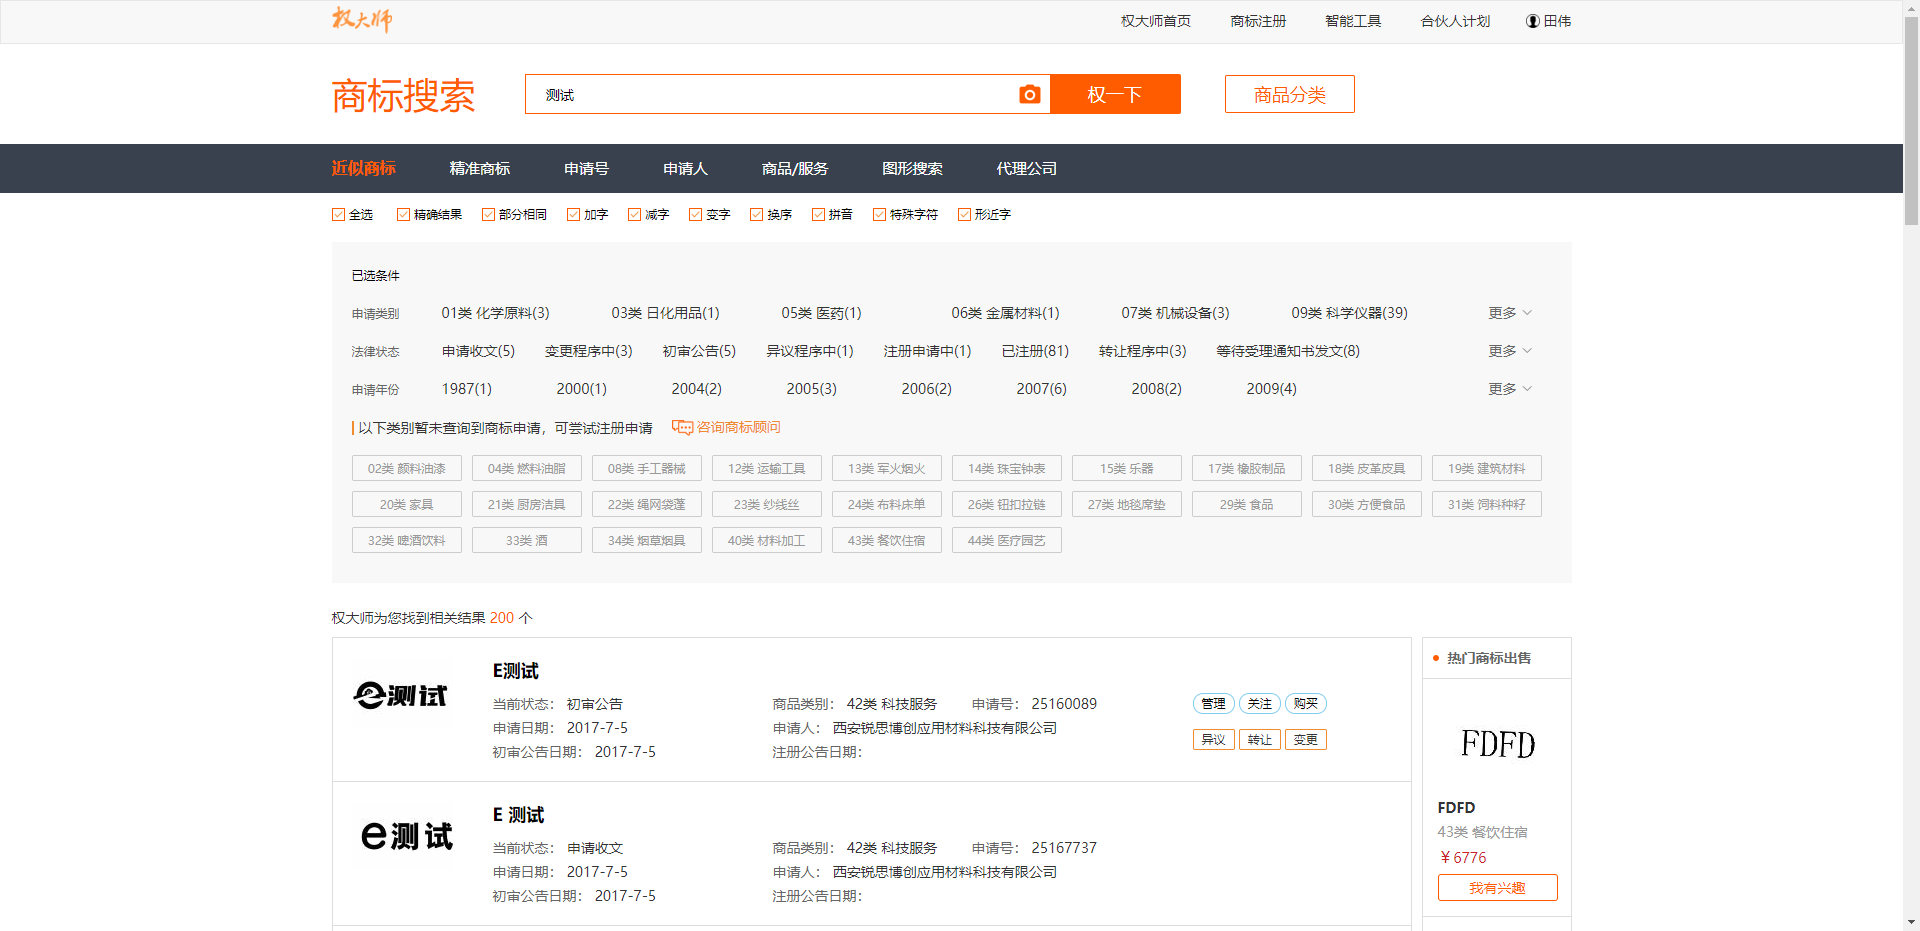 权大师 权大师首页 商标注册 智能工具 合伙人计划 田伟
商标搜索 测试 权一下 商品分类
近似商标 精准商标 申请号 申请人 商品/服务 图形搜索 代理公司
全选 精确结果 部分相同 加字 减字 变字 换序 拼音 特殊字符 形近字
已选条件
申请类别 01类 化学原料(3) 03类 日化用品(1) 05类 医药(1) 06类 金属材料(1) 07类 机械设备(3) 09类 科学仪器(39) 更多
法律状态 申请收文(5) 变更程序中(3) 初审公告(5) 异议程序中(1) 注册申请中(1) 已注册(81) 转让程序中(3) 等待受理通知书发文(8) 更多
申请年份 1987(1) 2000(1) 2004(2) 2005(3) 2006(2) 2007(6) 2008(2) 2009(4) 更多
以下类别暂未查询到商标申请，可尝试注册申请 咨询商标顾问
02类 颜料油漆 04类 燃料油脂 08类 手工器械 12类 运输工具 13类 军火烟火 14类 珠宝钟表 15类 乐器 17类 橡胶制品 18类 皮革皮具 19类 建筑材料
20类 家具 21类 厨房洁具 22类 绳网袋蓬 23类 纱线丝 24类 布料床单 26类 钮扣拉链 27类 地毯席垫 29类 食品 30类 方便食品 31类 饲料种籽
32类 啤酒饮料 33类 酒 34类 烟草烟具 40类 材料加工 43类 餐饮住宿 44类 医疗园艺
权大师为您找到相关结果 200 个
e测试
E测试
当前状态： 初审公告 商品类别： 42类 科技服务 申请号： 25160089 管理 关注 购买
申请日期： 2017-7-5 申请人： 西安锐思博创应用材料科技有限公司 异议 转让 变更
初审公告日期： 2017-7-5 注册公告日期：
e测试
E 测试
当前状态： 申请收文 商品类别： 42类 科技服务 申请号： 25167737
申请日期： 2017-7-5 申请人： 西安锐思博创应用材料科技有限公司
初审公告日期： 2017-7-5 注册公告日期：
热门商标出售
FDFD
FDFD
43类 餐饮住宿
￥6776
我有兴趣